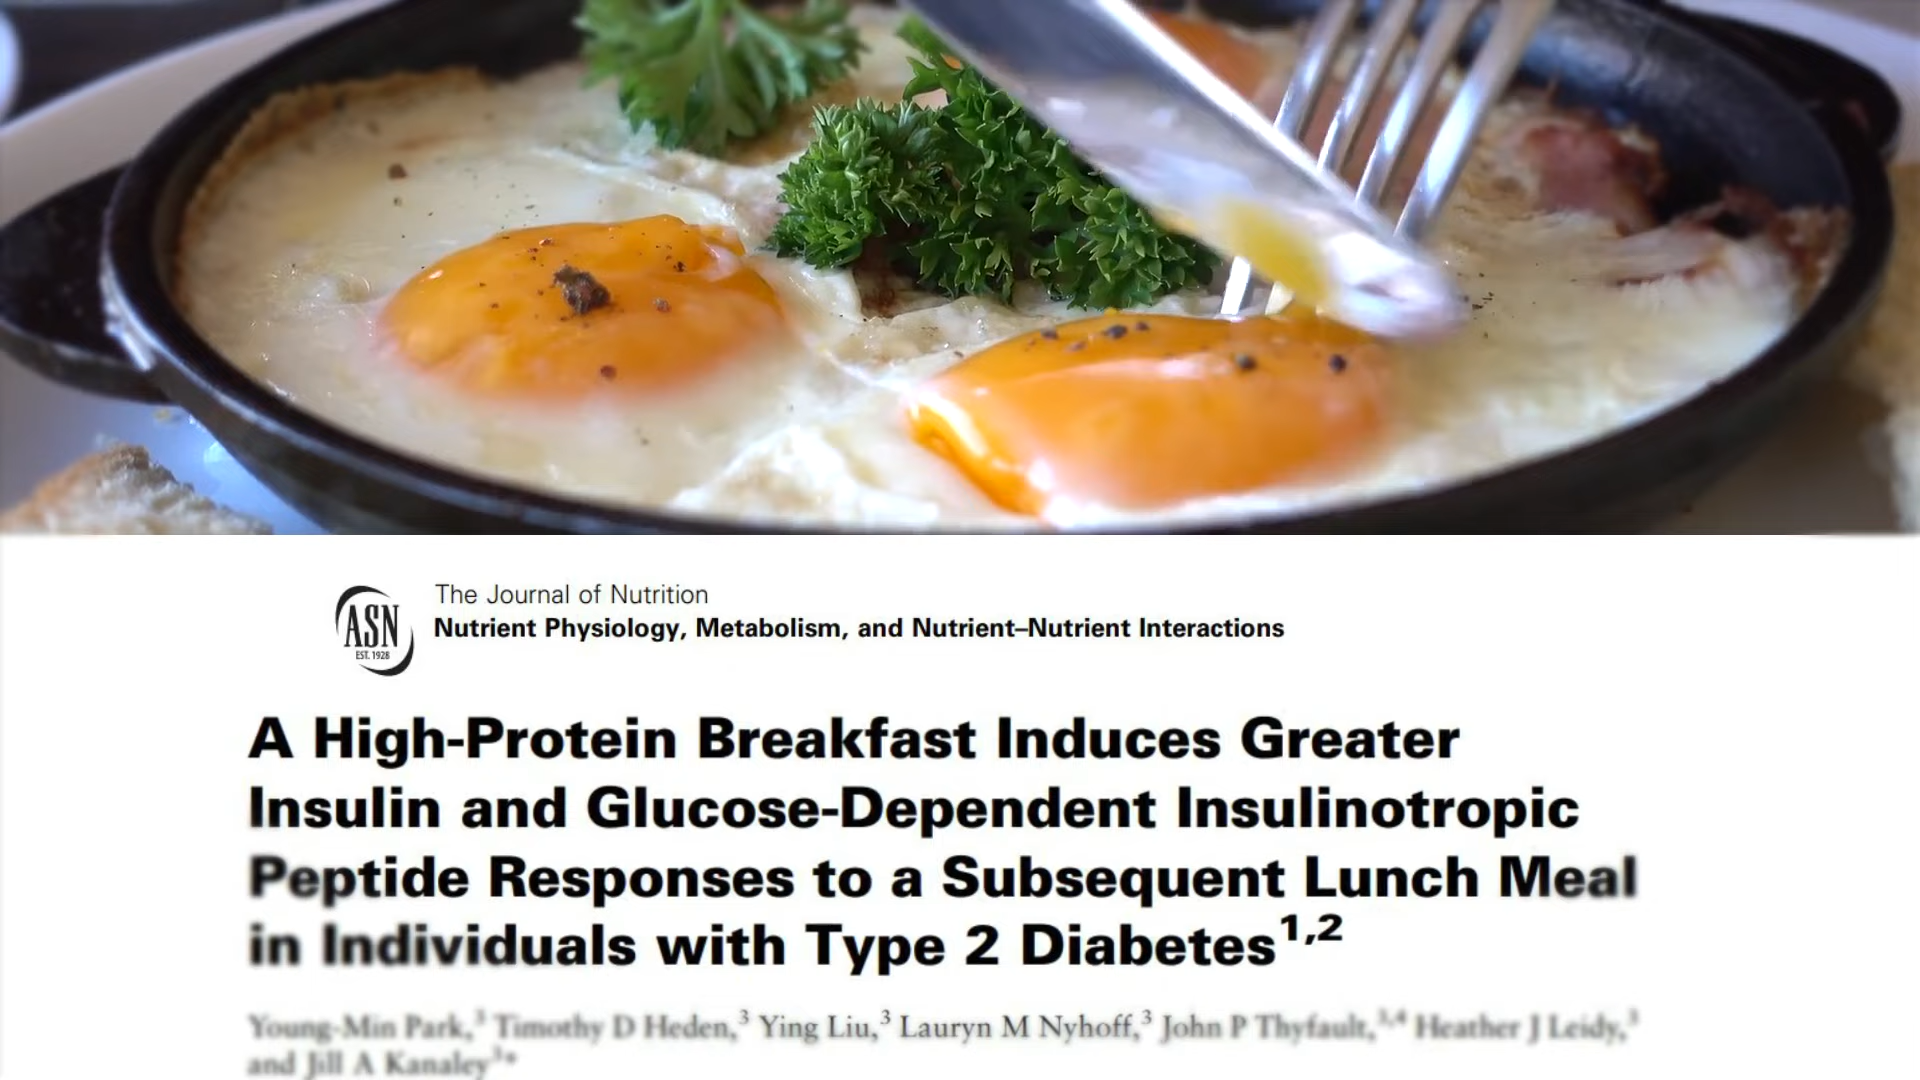 ASN
EST. 1928
The Journal of Nutrition
Nutrient Physiology, Metabolism, and Nutrient–Nutrient Interactions
A High-Protein Breakfast Induces Greater
Insulin and Glucose-Dependent Insulinotropic
Peptide Responses to a Subsequent Lunch Meal
in Individuals with Type 2 Diabetes1,2
Young-Min Park,3 Timothy D Heden,3 Ying Liu,3 Lauryn M Nyhoff,3 John P Thyfault,3,4 Heather J Leidy,3
and Jill A Kanaley3*